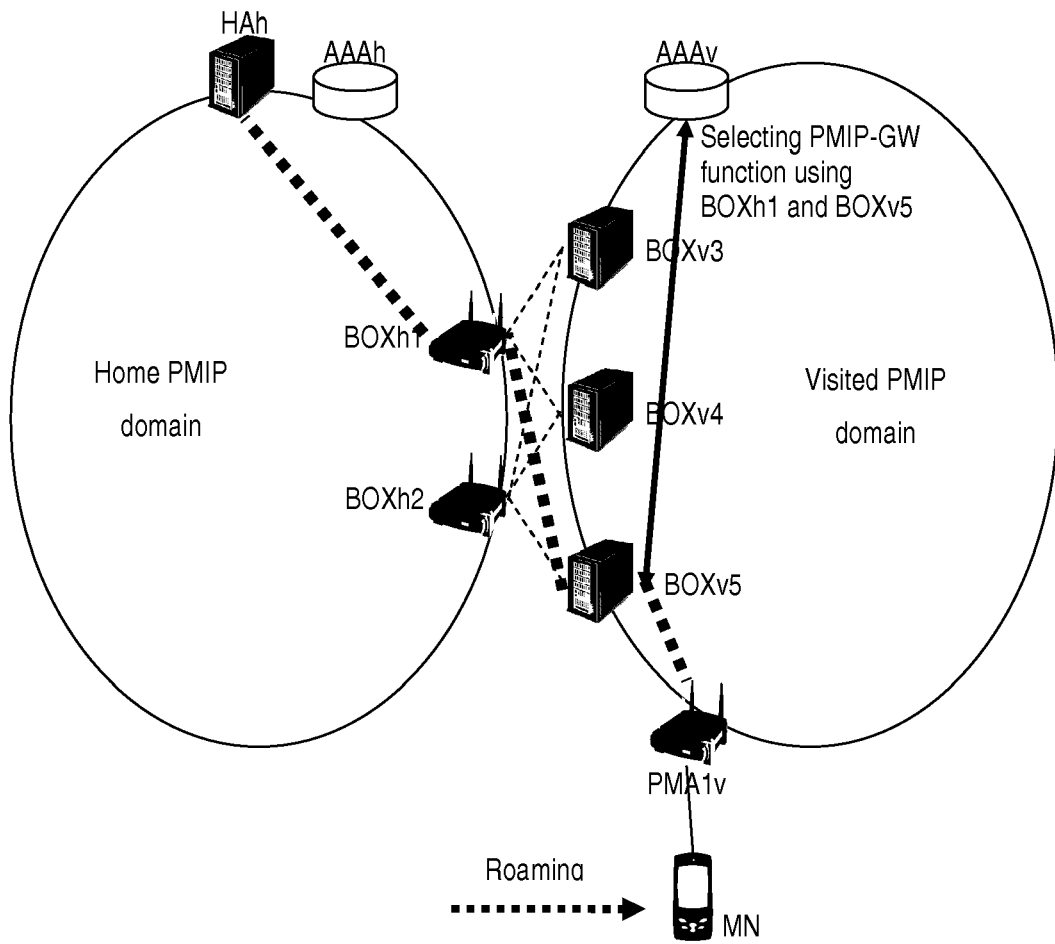 HAh
AAAh
AAAv
Selecting PMIP-GW
function using
BOXh1 and BOXv5
BOXv3
BOXh1
Home PMIP
domain
BOXv4
Visited PMIP
domain
BOXh2
BOXv5
PMA1v
Roaming
MN